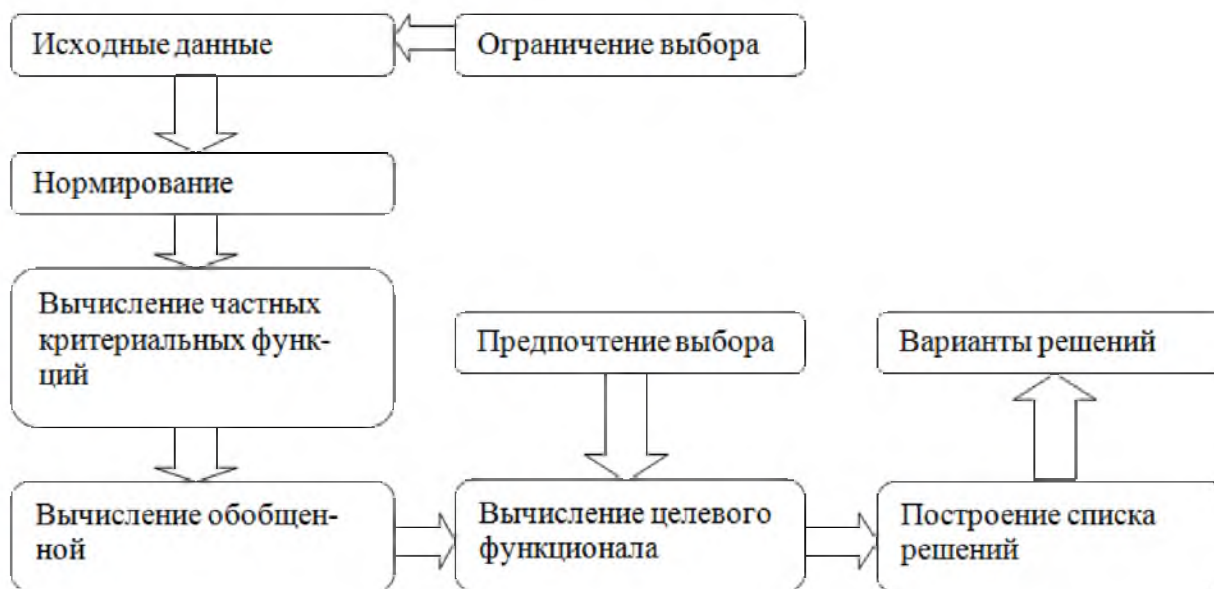 Исходные данные
Ограничение выбора
Нормирование
Вычисление частных
критериальных функ-
ций
Предпочтение выбора
Варианты решений
Вычисление обобщен-
ной
Вычисление целевого
функционала
Построение списка
решений